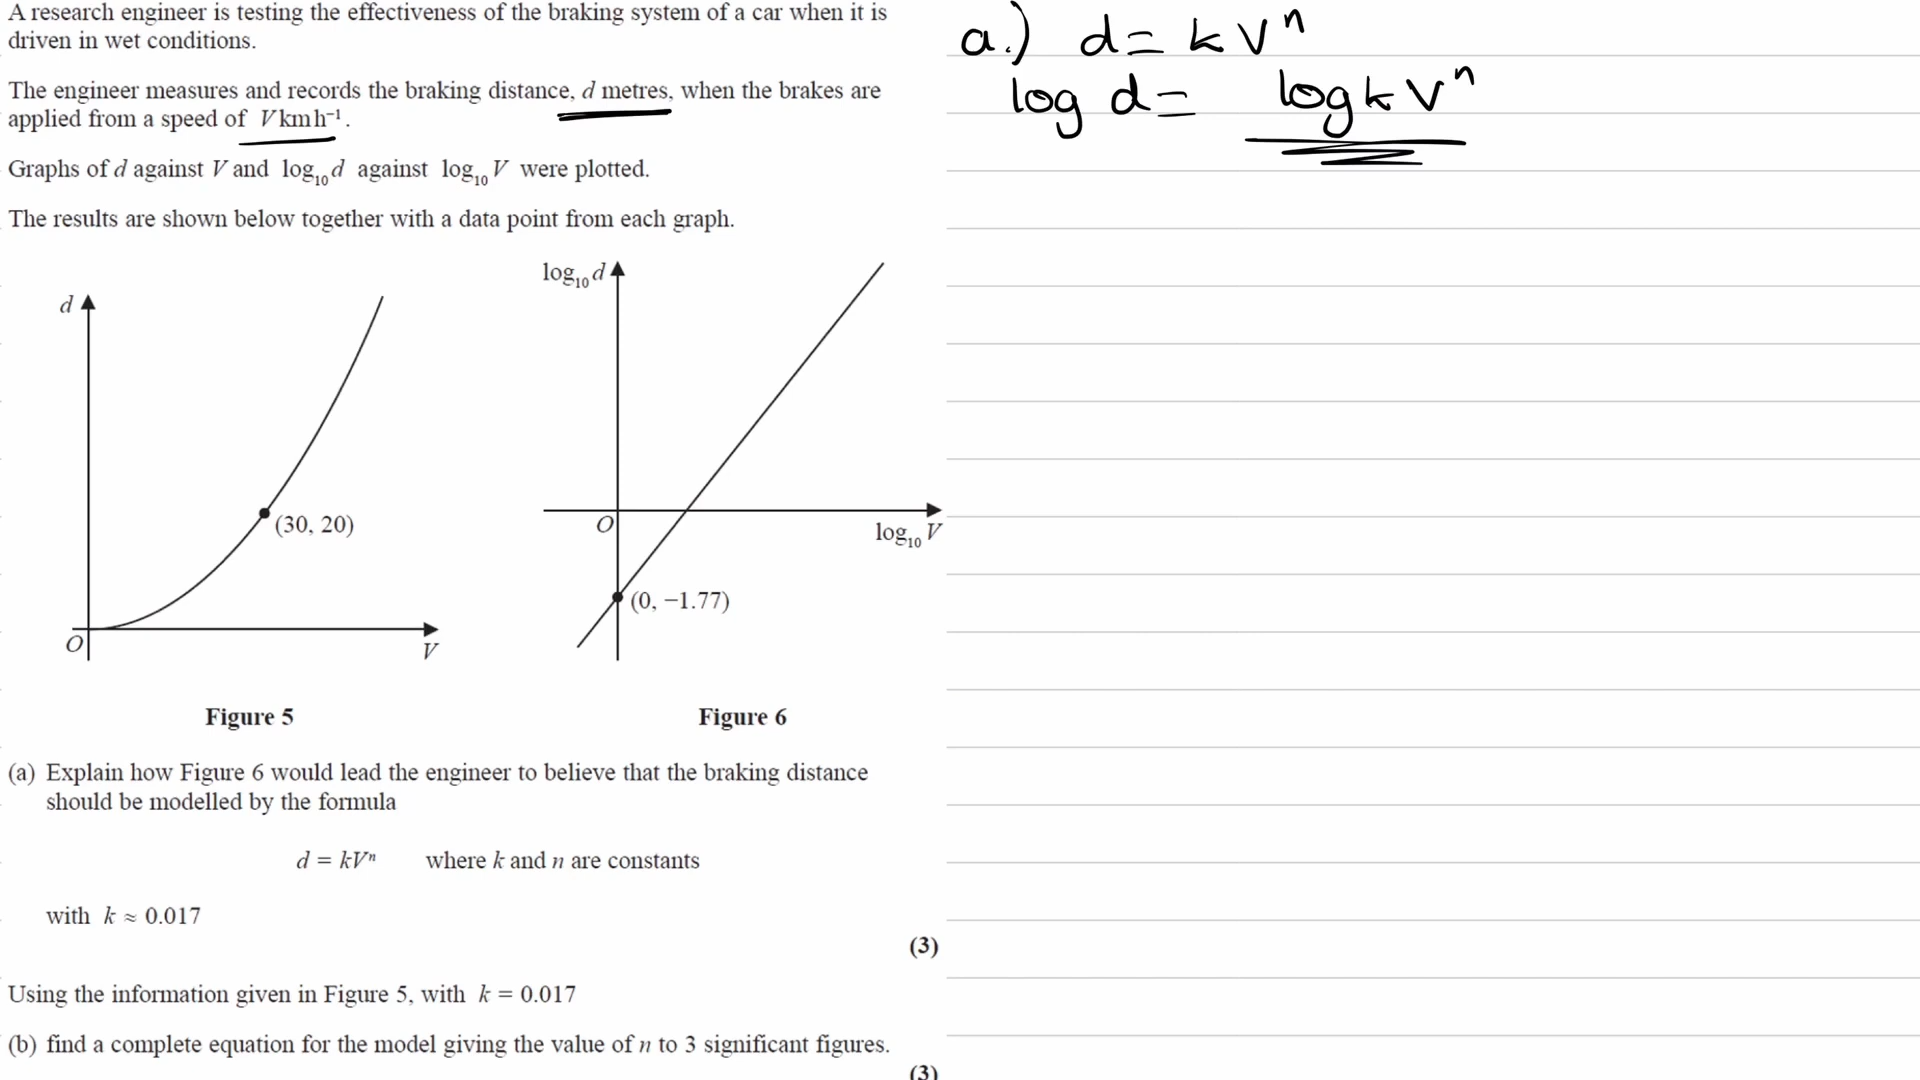 A research engineer is testing the effectiveness of the braking system of a car when it is
driven in wet conditions.
The engineer measures and records the braking distance, d metres, when the brakes are
applied from a speed of V km h⁻¹.
Graphs of d against V and log₁₀ d against log₁₀ V were plotted.
The results are shown below together with a data point from each graph.
d
(30, 20)
O
V
Figure 5
log₁₀ d
O
log₁₀ V
(0, −1.77)
Figure 6
(a) Explain how Figure 6 would lead the engineer to believe that the braking distance
should be modelled by the formula
d = kVⁿ where k and n are constants
with k ≈ 0.017
(3)
Using the information given in Figure 5, with k = 0.017
(b) find a complete equation for the model giving the value of n to 3 significant figures.
(3)
a.) d = kVⁿ
log d = log kVⁿ